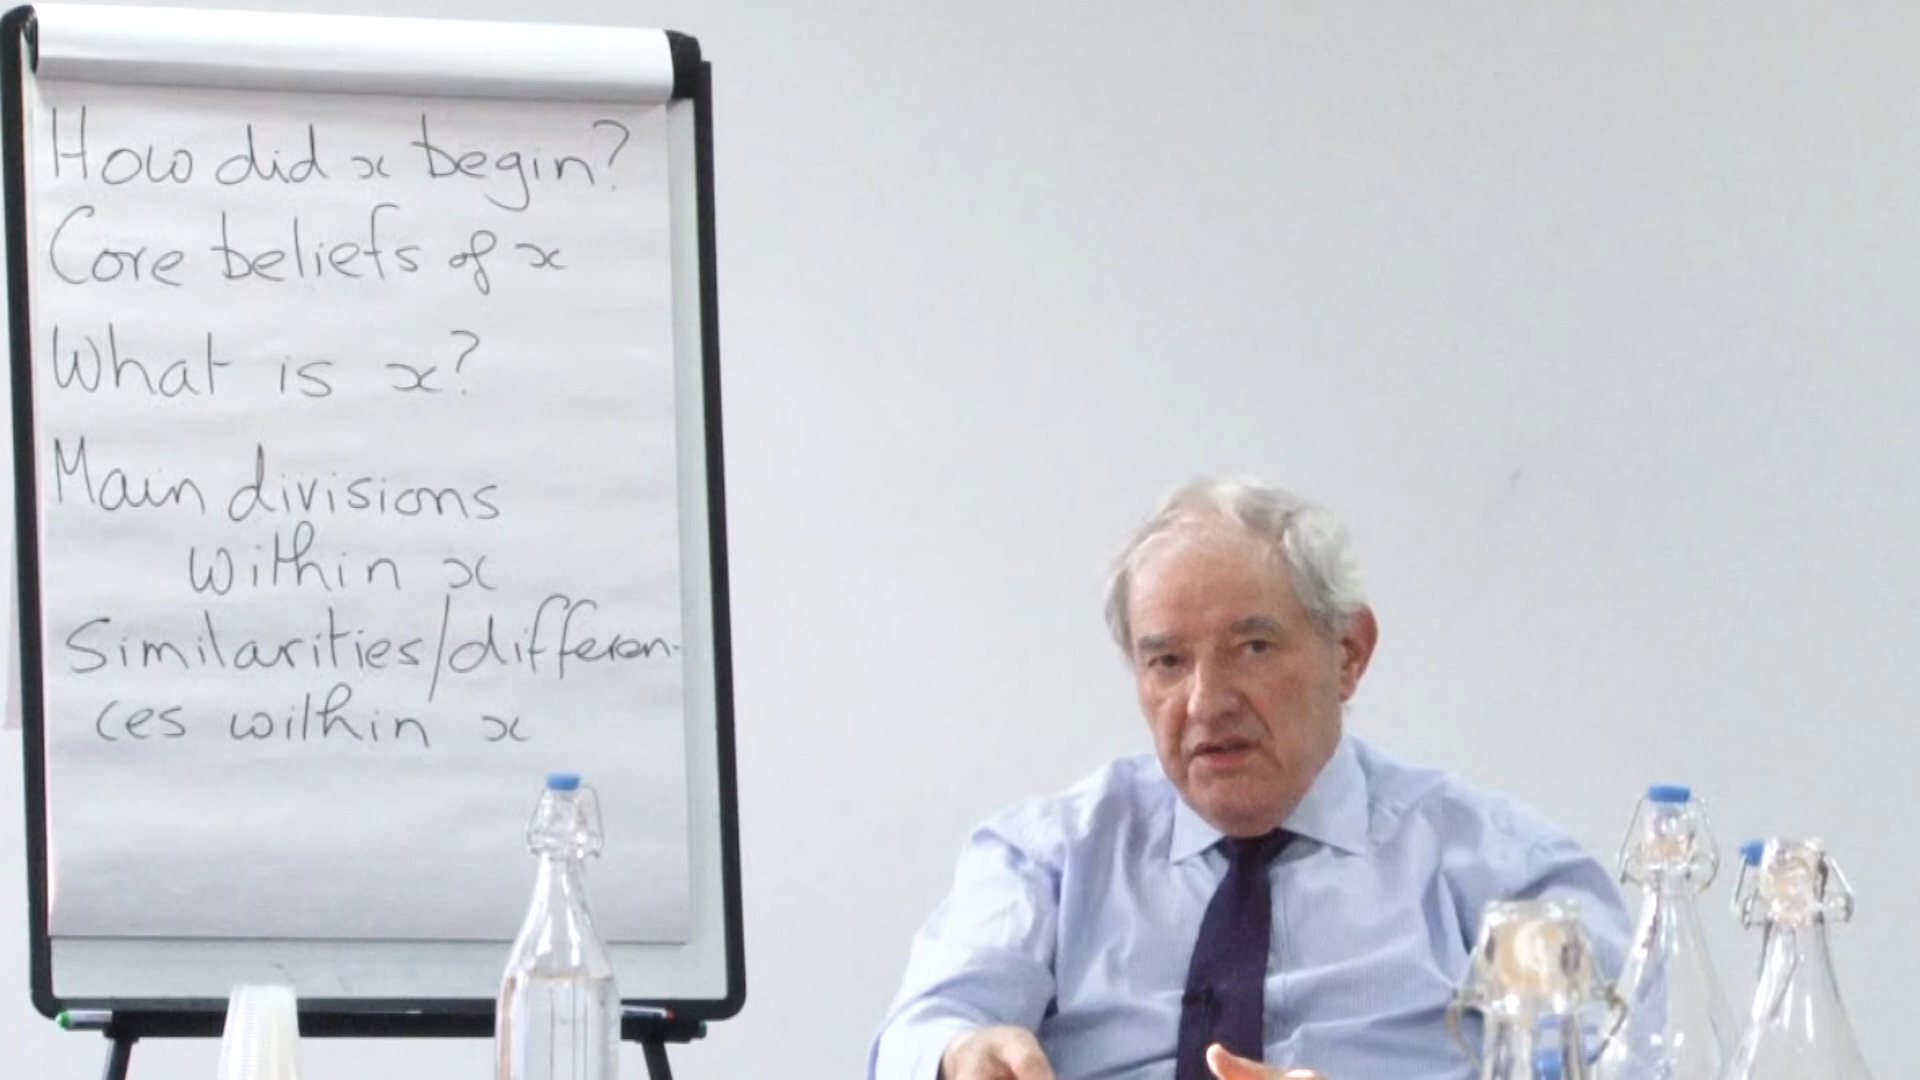 How did x begin?
Core beliefs of x
What is x?
Main divisions
within x
Similarities/differen-
ces within x